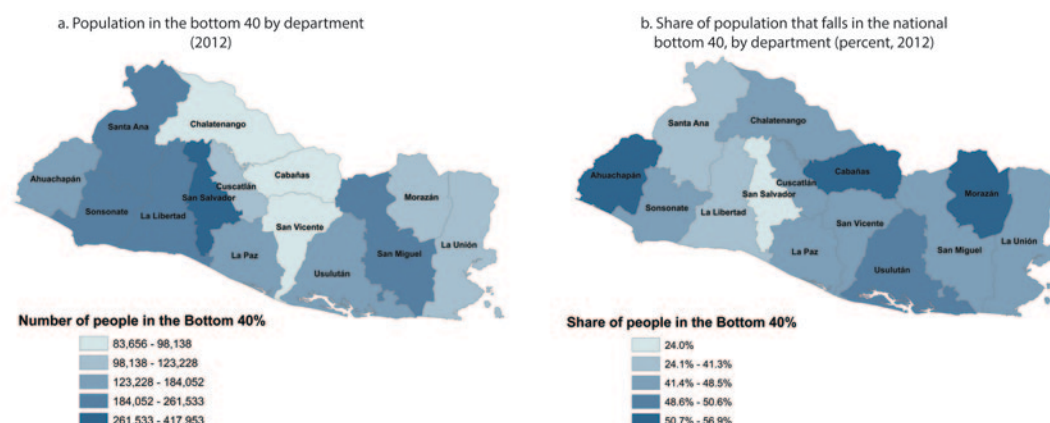 a. Population in the bottom 40 by department
(2012)
Santa Ana
Chalatenango
Ahuachapán
Cuscatlán
Cabañas
San Salvador
Morazán
Sonsonate
La Libertad
San Vicente
La Unión
La Paz
San Miguel
Usulután
Number of people in the Bottom 40%
83,656 - 98,138
98,138 - 123,228
123,228 - 184,052
184,052 - 261,533
261,533 - 417,953
b. Share of population that falls in the national
bottom 40, by department (percent, 2012)
Santa Ana
Chalatenango
Ahuachapán
Cabañas
Cuscatlán
San Salvador
Morazán
Sonsonate
La Libertad
San Vicente
La Unión
La Paz
San Miguel
Usulután
Share of people in the Bottom 40%
24.0%
24.1% - 41.3%
41.4% - 48.5%
48.6% - 50.6%
50.7% - 56.9%